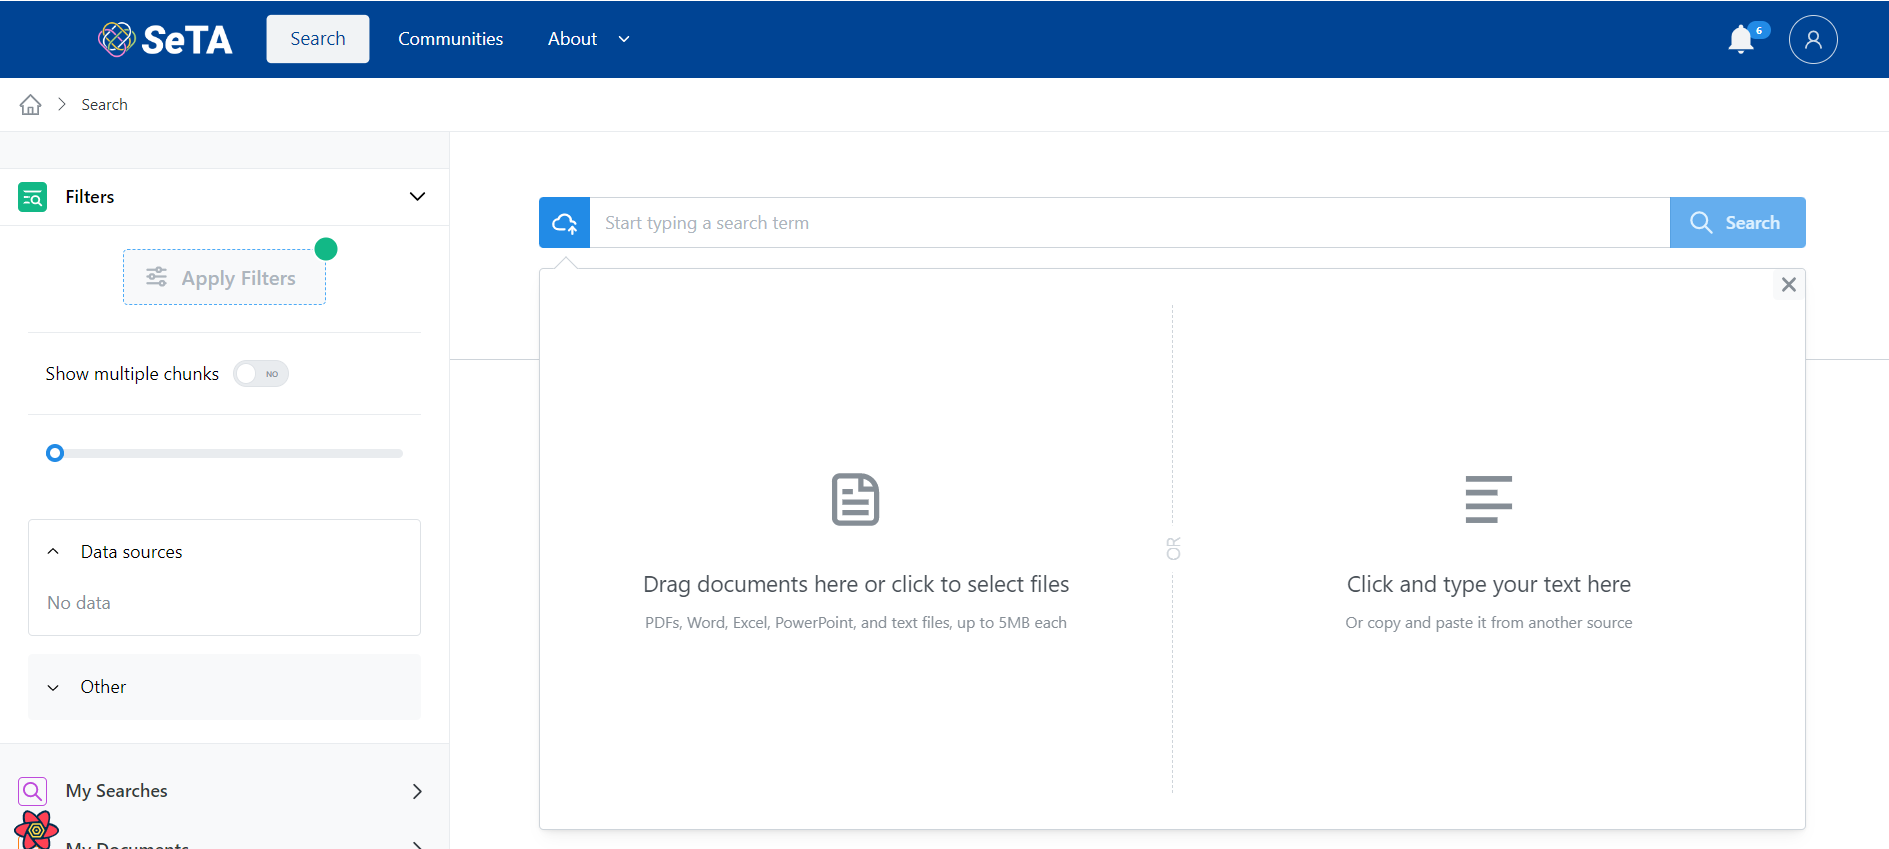 SeTA
Search
Communities
About
6
Search
Filters
Apply Filters
Show multiple chunks
NO
Data sources
No data
Other
My Searches
My Documents
Start typing a search term
Search
Drag documents here or click to select files
PDFs, Word, Excel, PowerPoint, and text files, up to 5MB each
OR
Click and type your text here
Or copy and paste it from another source